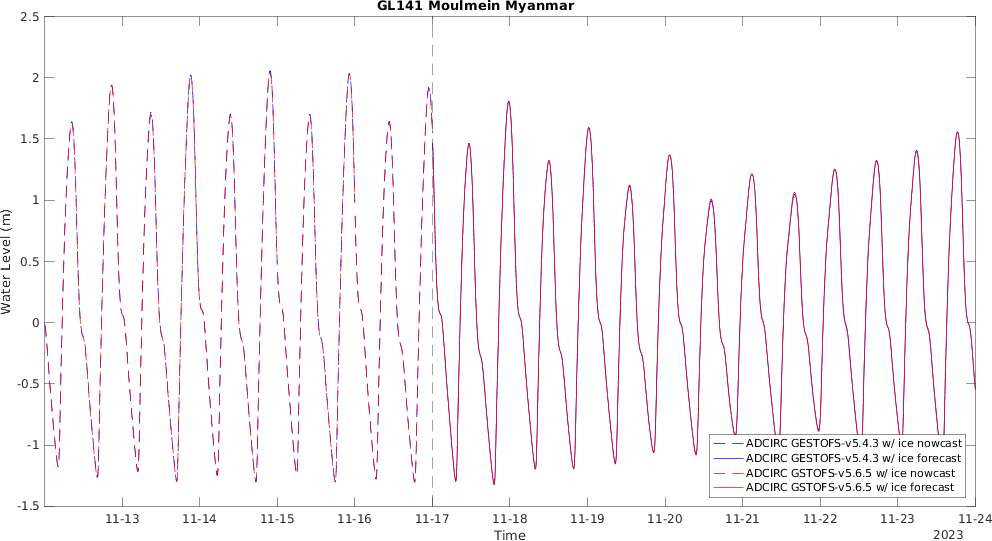 GL141 Moulmein Myanmar
Water Level (m)
2.5
2
1.5
1
0.5
0
-0.5
-1
-1.5
ADCIRC GESTOFS-v5.4.3 w/ ice nowcast
ADCIRC GESTOFS-v5.4.3 w/ ice forecast
ADCIRC GSTOFS-v5.6.5 w/ ice nowcast
ADCIRC GSTOFS-v5.6.5 w/ ice forecast
11-13 11-14 11-15 11-16 11-17 11-18 11-19 11-20 11-21 11-22 11-23 11-24
Time
2023